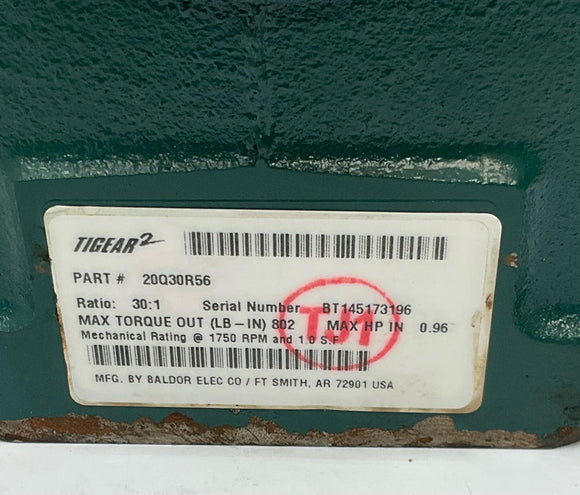 TIGEAR2
PART # 20Q30R56
Ratio: 30:1 Serial Number BT145173196
MAX TORQUE OUT (LB-IN) 802 MAX HP IN 0.96
Mechanical Rating @ 1750 RPM and 1.0 S.F.
TJ1
MFG. BY BALDOR ELEC CO / FT SMITH, AR 72901 USA